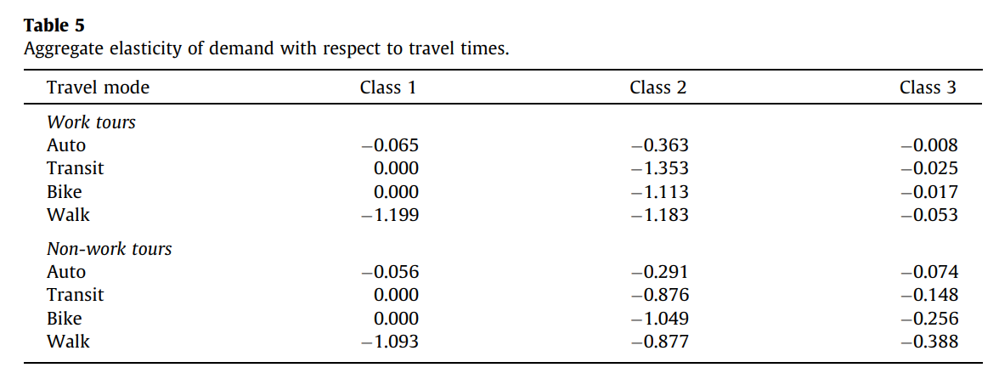 Table 5
Aggregate elasticity of demand with respect to travel times.
Travel mode Class 1 Class 2 Class 3
Work tours
Auto −0.065 −0.363 −0.008
Transit 0.000 −1.353 −0.025
Bike 0.000 −1.113 −0.017
Walk −1.199 −1.183 −0.053
Non-work tours
Auto −0.056 −0.291 −0.074
Transit 0.000 −0.876 −0.148
Bike 0.000 −1.049 −0.256
Walk −1.093 −0.877 −0.388